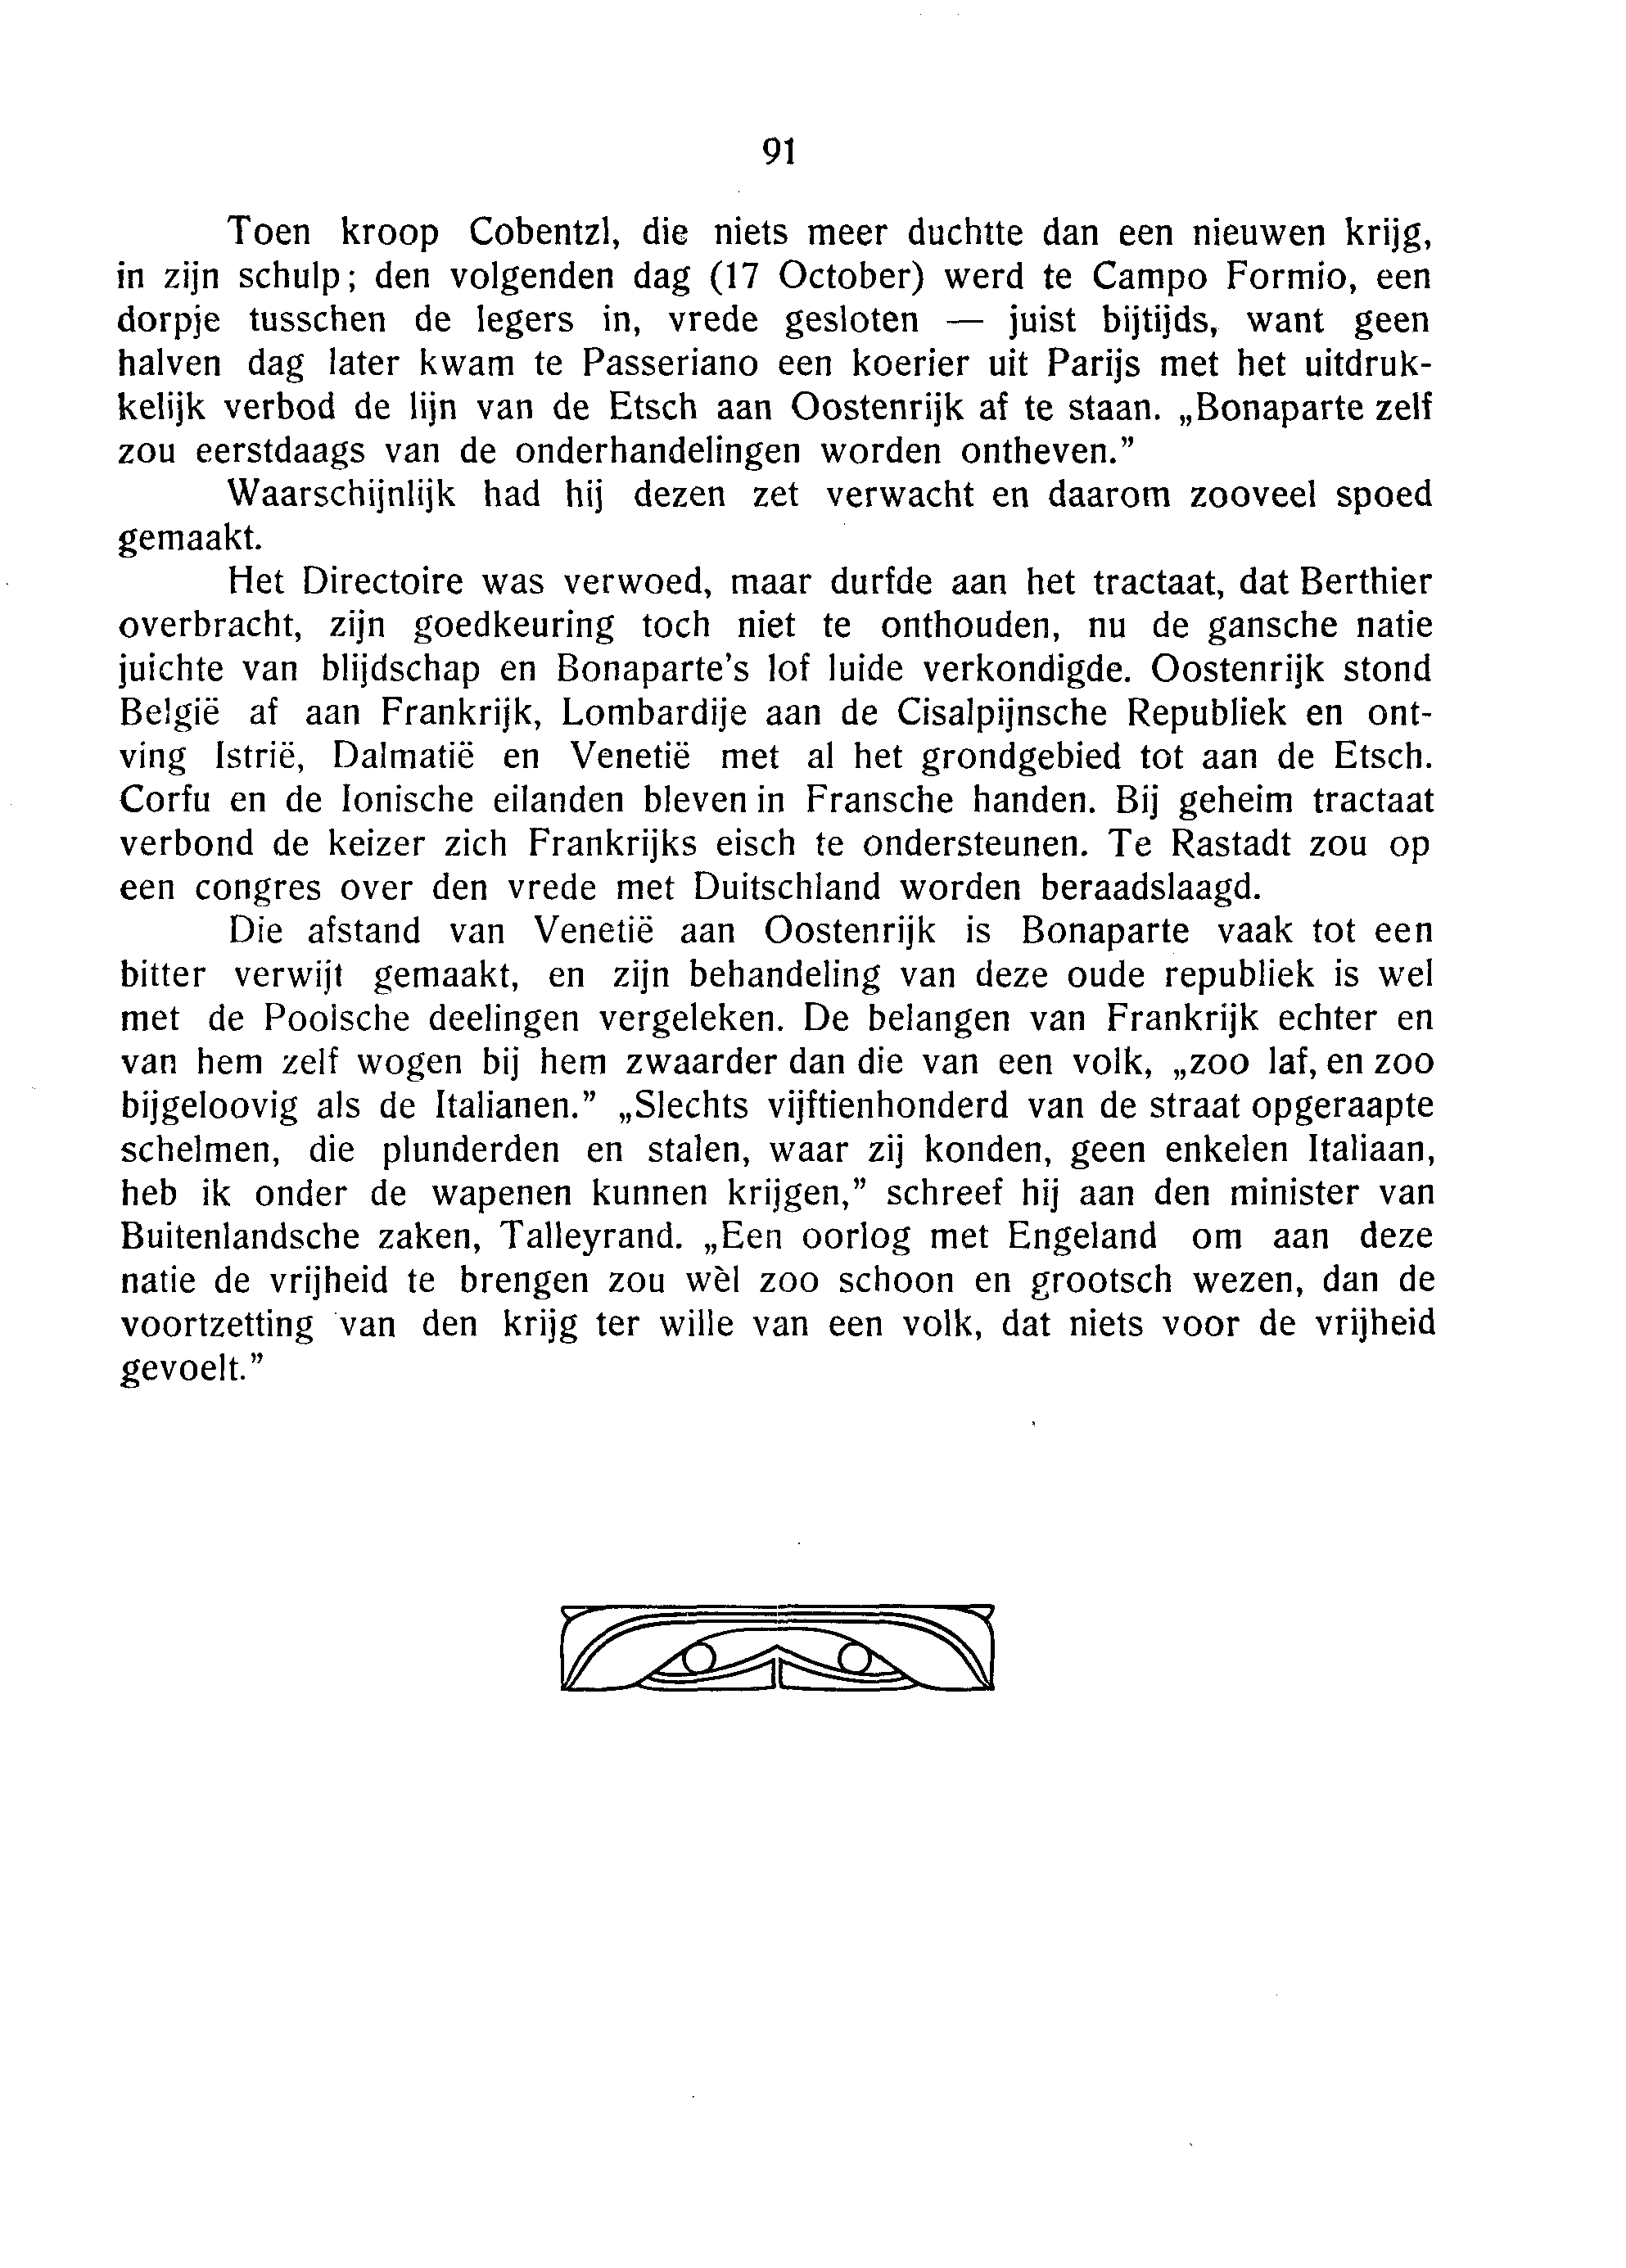 91
Toen kroop Cobentzl, die niets meer duchtte dan een nieuwen krijg,
in zijn schulp; den volgenden dag (17 October) werd te Campo Formio, een
dorpje tusschen de legers in, vrede gesloten — juist bijtijds, want geen
halven dag later kwam te Passeriano een koerier uit Parijs met het uitdruk-
kelijk verbod de lijn van de Etsch aan Oostenrijk af te staan. „Bonaparte zelf
zou eerstdaags van de onderhandelingen worden ontheven.”
Waarschijnlijk had hij dezen zet verwacht en daarom zooveel spoed
gemaakt.
Het Directoire was verwoed, maar durfde aan het tractaat, dat Berthier
overbracht, zijn goedkeuring toch niet te onthouden, nu de gansche natie
juichte van blijdschap en Bonaparte's lof luide verkondigde. Oostenrijk stond
België af aan Frankrijk, Lombardije aan de Cisalpijnsche Republiek en ont-
ving Istrië, Dalmatië en Venetië met al het grondgebied tot aan de Etsch.
Corfu en de Ionische eilanden bleven in Fransche handen. Bij geheim tractaat
verbond de keizer zich Frankrijks eisch te ondersteunen. Te Rastadt zou op
een congres over den vrede met Duitschland worden beraadslaagd.
Die afstand van Venetië aan Oostenrijk is Bonaparte vaak tot een
bitter verwijt gemaakt, en zijn behandeling van deze oude republiek is wel
met de Poolsche deelingen vergeleken. De belangen van Frankrijk echter en
van hem zelf wogen bij hem zwaarder dan die van een volk, „zoo laf, en zoo
bijgeloovig als de Italianen.” „Slechts vijftienhonderd van de straat opgeraapte
schelmen, die plunderden en stalen, waar zij konden, geen enkelen Italiaan,
heb ik onder de wapenen kunnen krijgen,” schreef hij aan den minister van
Buitenlandsche zaken, Talleyrand. „Een oorlog met Engeland om aan deze
natie de vrijheid te brengen zou wèl zoo schoon en grootsch wezen, dan de
voortzetting van den krijg ter wille van een volk, dat niets voor de vrijheid
gevoelt.”